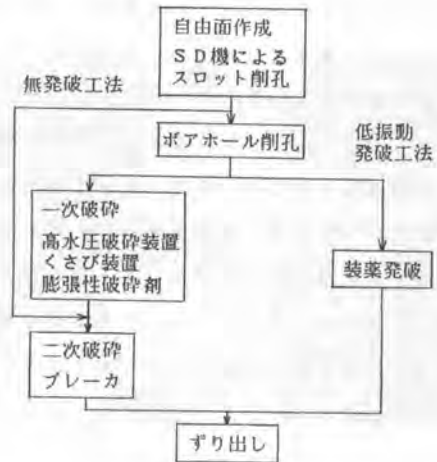 自由面作成
SD機による
スロット削孔
無発破工法
ボアホール削孔
低振動
発破工法
一次破砕
高水圧破砕装置
くさび装置
膨張性破砕剤
装薬発破
二次破砕
ブレーカ
ずり出し